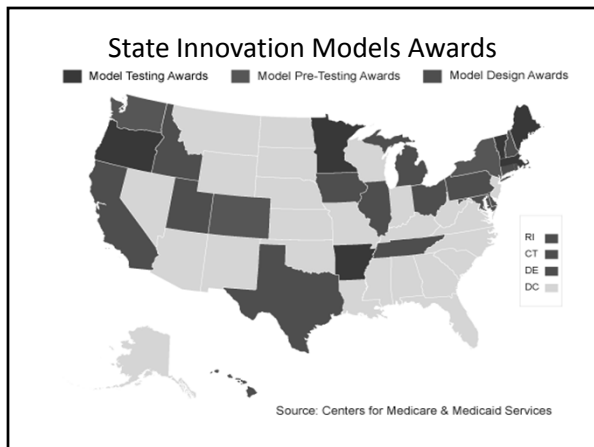 State Innovation Models Awards
Model Testing Awards Model Pre-Testing Awards Model Design Awards
RI
CT
DE
DC
Source: Centers for Medicare & Medicaid Services